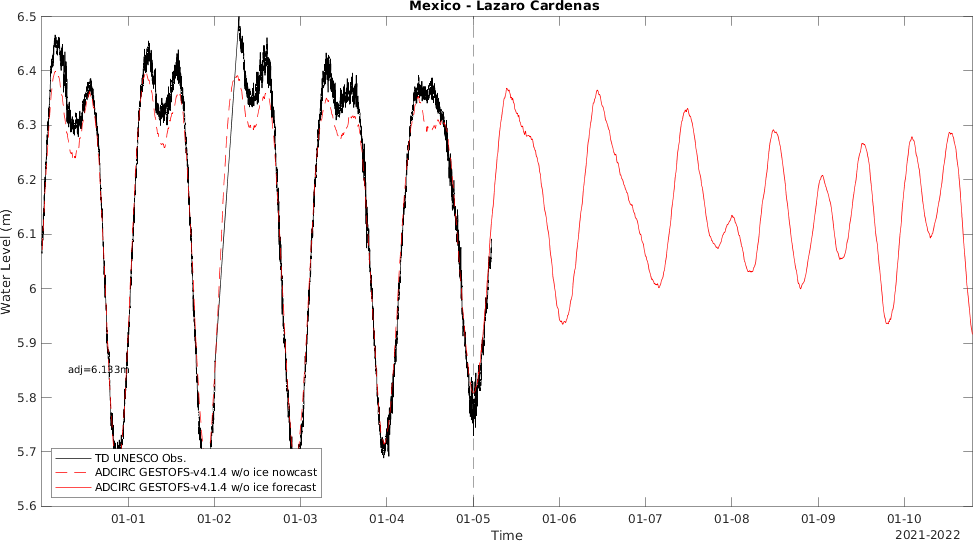 Mexico - Lazaro Cardenas
6.5
6.4
6.3
6.2
6.1
6
5.9
5.8
5.7
5.6
Water Level (m)
adj=6.133m
TD UNESCO Obs.
ADCIRC GESTOFS-v4.1.4 w/o ice nowcast
ADCIRC GESTOFS-v4.1.4 w/o ice forecast
01-01 01-02 01-03 01-04 01-05 01-06 01-07 01-08 01-09 01-10
Time
2021-2022